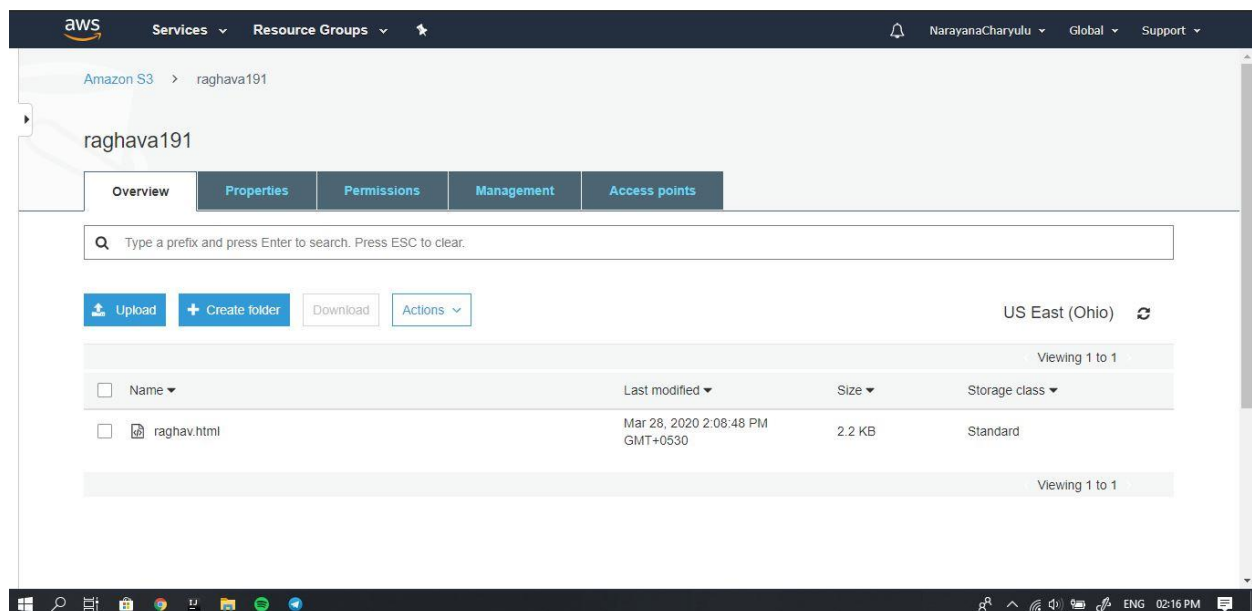 aws Services Resource Groups NarayanaCharyulu Global Support
Amazon S3 > raghava191
raghava191
Overview Properties Permissions Management Access points
Type a prefix and press Enter to search. Press ESC to clear.
Upload + Create folder Download Actions US East (Ohio)
Viewing 1 to 1
Name Last modified Size Storage class
raghav.html Mar 28, 2020 2:08:48 PM 2.2 KB Standard
GMT+0530
Viewing 1 to 1
ENG 02:16 PM